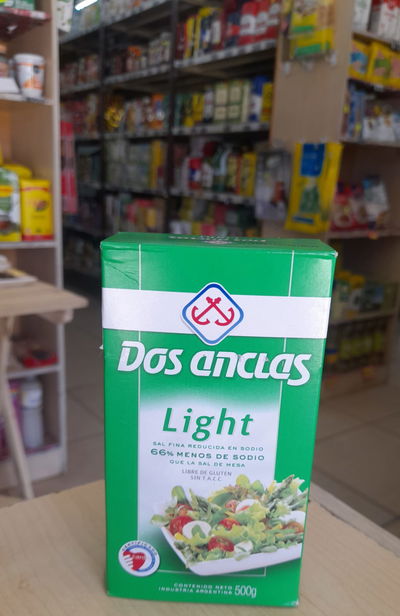 Dos anclas
Light
SAL FINA REDUCIDA EN SODIO
66% MENOS DE SODIO
QUE LA SAL DE MESA
LIBRE DE GLUTEN
SIN T.A.C.C.
CONTENIDO NETO
INDUSTRIA ARGENTINA 500g